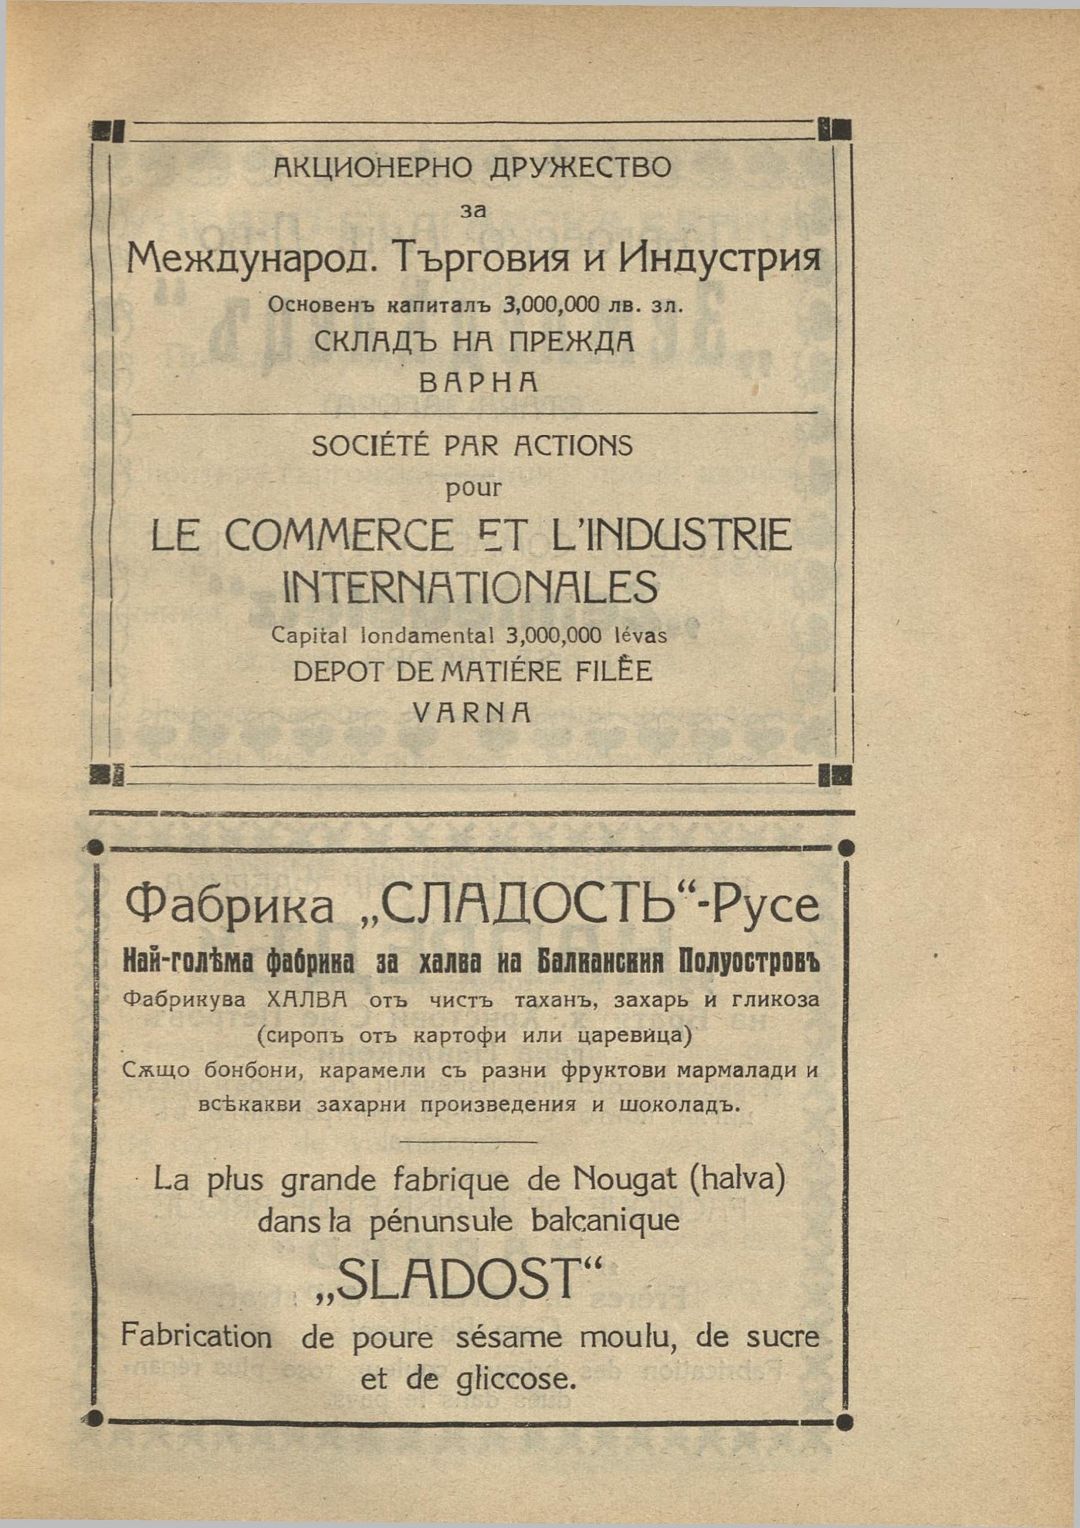 АКЦИОНЕРНО ДРУЖЕСТВО
за
Международ. Търговия и Индустрия
Основенъ капиталъ 3,000,000 лв. зл.
СКЛАДЪ НА ПРЕЖДА
ВАРНА
SOCIÉTÉ PAR ACTIONS
pour
LE COMMERCE ET L'INDUSTRIE
INTERNATIONALES
Capital londamental 3,000,000 lévas
DEPOT DE MATIÉRE FILÊE
VARNA
Фабрика „СЛАДОСТЬ“-Русе
Най-голѣма фабрика за халва на Балканския Полуостровъ
Фабрикува ХАЛВА отъ чистъ таханъ, захарь и гликоза
(сиропъ отъ картофи или царевица)
Сѫщо бонбони, карамели съ разни фруктови мармалади и
всѣкакви захарни произведения и шоколадъ.
La plus grande fabrique de Nougat (halva)
dans la pénunsule balcanique
„SLADOST“
Fabrication de poure sésame moulu, de sucre
et de gliccose.